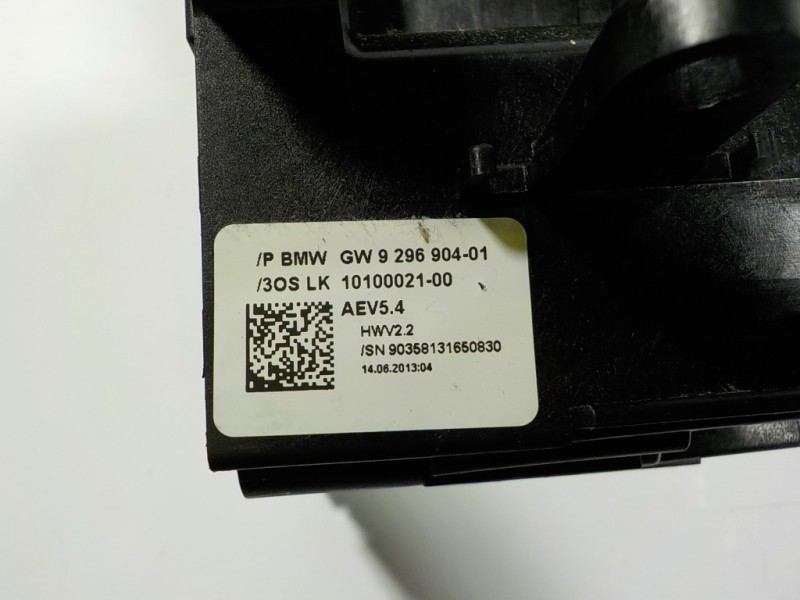 /P BMW GW 9 296 904-01
/3OS LK 10100021-00
AEV5.4
HWV2.2
/SN 90358131650830
14.06.2013:04